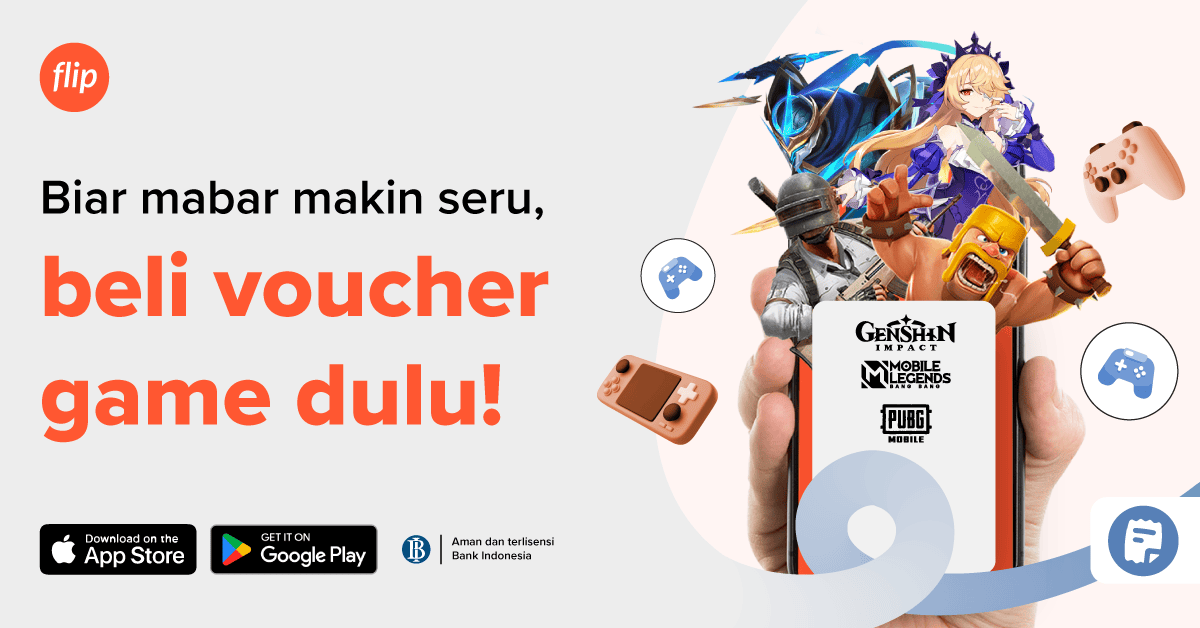 flip
Biar mabar makin seru,
beli voucher
game dulu!
GENSHIN
IMPACT
MOBILE
LEGENDS
BANG BANG
PUBG
MOBILE
Download on the
App Store
GET IT ON
Google Play
Aman dan terlisensi
Bank Indonesia